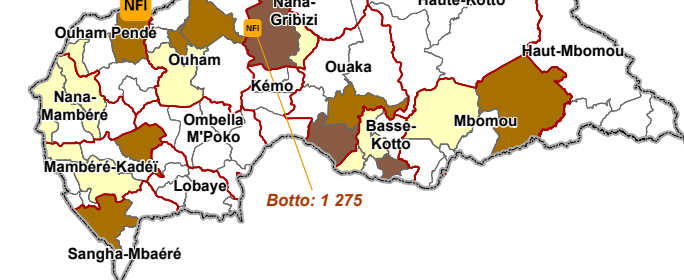 NFI
Nana-
Gribizi
Haute-Kotto
NFI
Ouham Pendé
Ouham
Haut-Mbomou
Ouaka
Kémo
Nana-
Mambéré
Ombella
M'Poko
Basse-
Kotto
Mbomou
Mambéré-Kadéï
Lobaye
Botto: 1 275
Sangha-Mbaéré